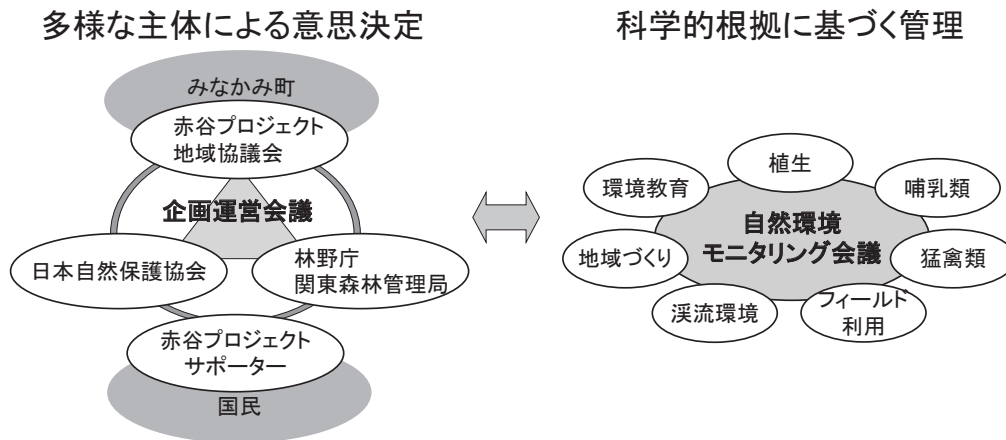 多様な主体による意思決定
みなかみ町
赤谷プロジェクト
地域協議会
企画運営会議
日本自然保護協会
林野庁
関東森林管理局
赤谷プロジェクト
サポーター
国民
科学的根拠に基づく管理
植生
環境教育
哺乳類
自然環境
モニタリング会議
地域づくり
猛禽類
渓流環境
フィールド
利用